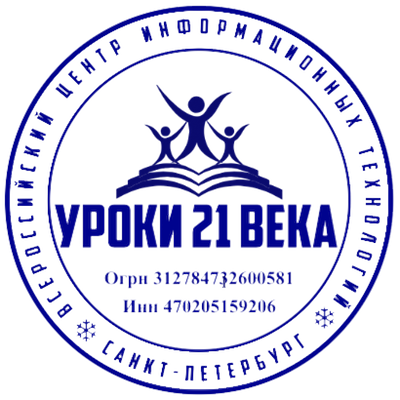 ВСЕРОССИЙСКИЙ ЦЕНТР ИНФОРМАЦИОННЫХ ТЕХНОЛОГИЙ
УРОКИ 21 ВЕКА
Огрн 312784732600581
Инн 470205159206
САНКТ-ПЕТЕРБУРГ